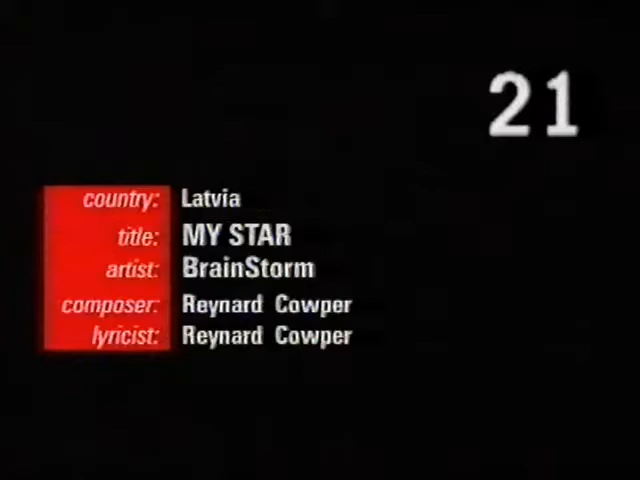 21
country: Latvia
title: MY STAR
artist: BrainStorm
composer: Reynard Cowper
lyricist: Reynard Cowper